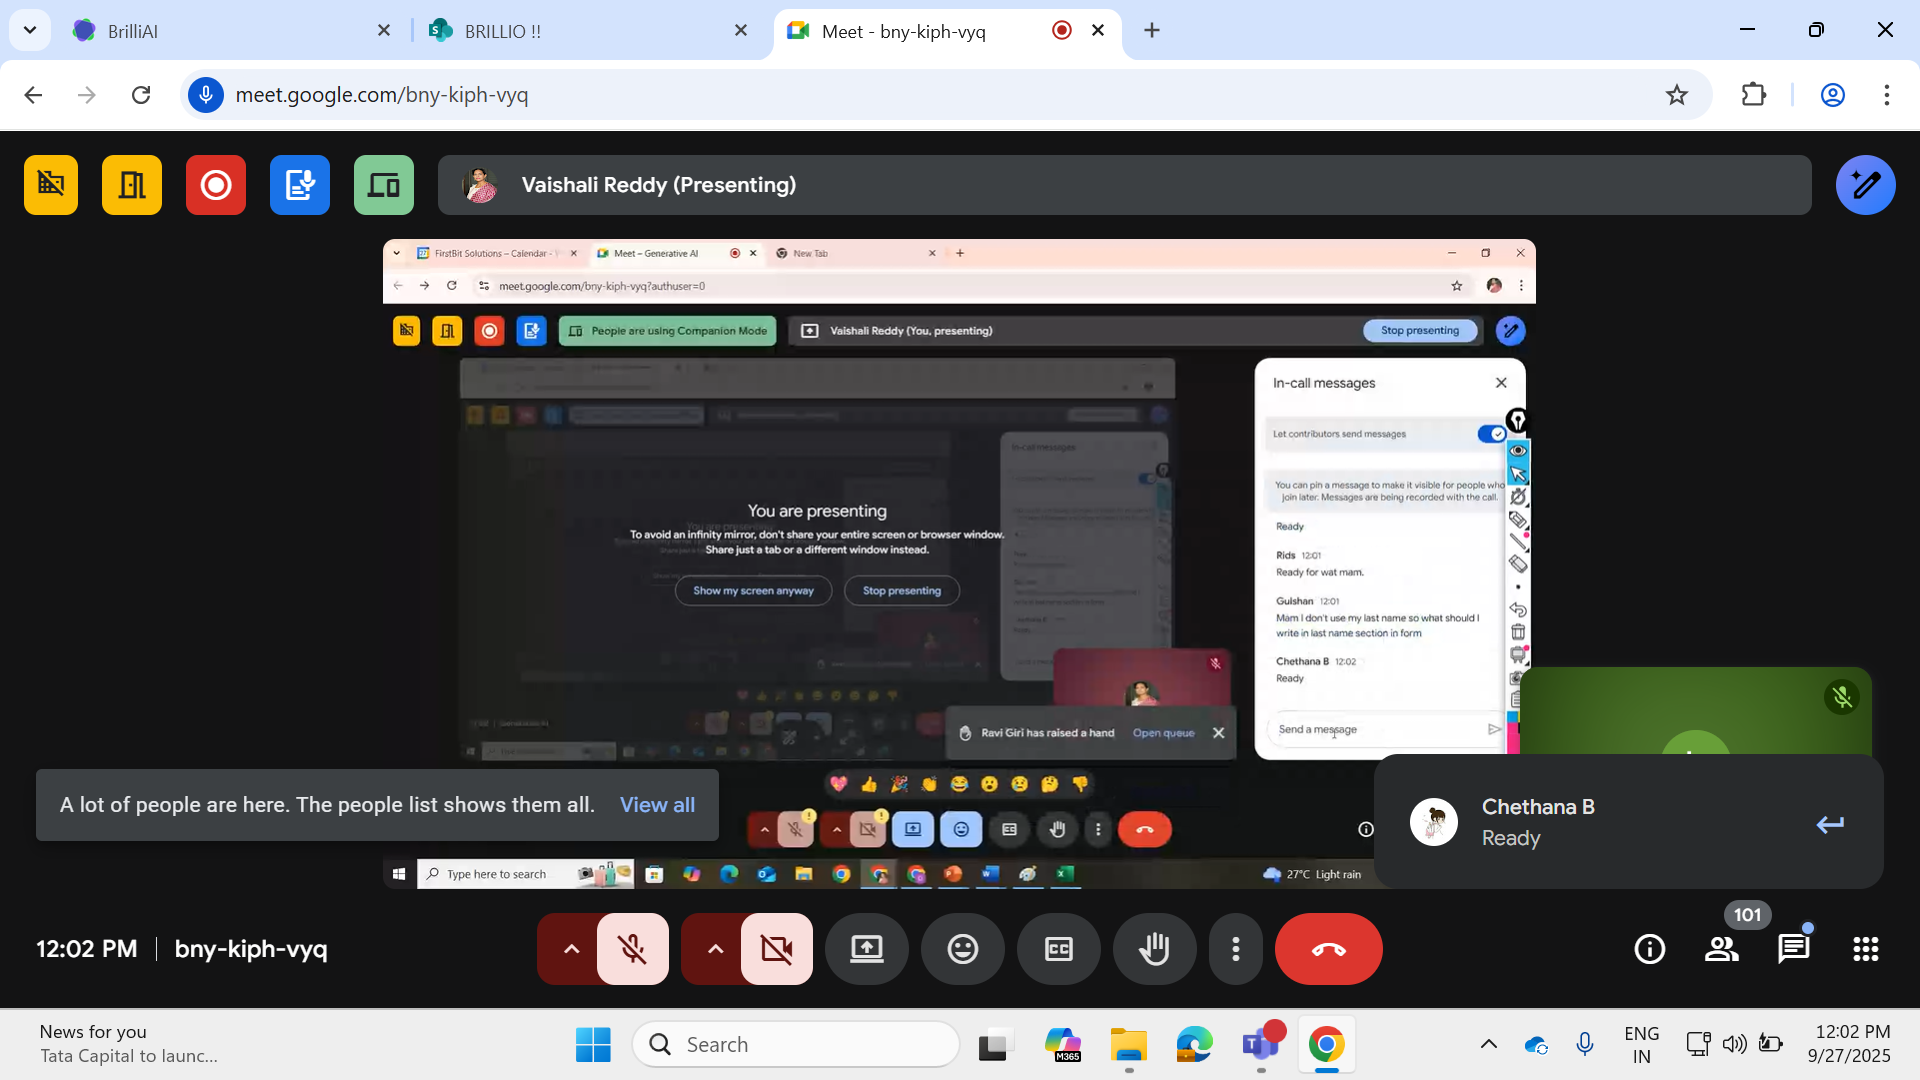 BrilliAI
BRILLIO !!
Meet - bny-kiph-vyq
meet.google.com/bny-kiph-vyq
Vaishali Reddy (Presenting)
FirstBit Solutions – Calendar -
Meet – Generative AI
New Tab
meet.google.com/bny-kiph-vyq?authuser=0
People are using Companion Mode
Vaishali Reddy (You, presenting)
Stop presenting
You are presenting
To avoid an infinity mirror, don't share your entire screen or browser window.
Share just a tab or a different window instead.
Show my screen anyway
Stop presenting
In-call messages
Let contributors send messages
You can pin a message to make it visible for people who
join later. Messages are being recorded with the call.
Ready
Rids 12:01
Ready for wat mam.
Gulshan 12:01
Mam I don't use my last name so what should I
write in last name section in form
Chethana B 12:02
Ready
Send a message
Ravi Giri has raised a hand
Open queue
A lot of people are here. The people list shows them all.
View all
Chethana B
Ready
Type here to search
27°C Light rain
12:02 PM
bny-kiph-vyq
101
News for you
Tata Capital to launc...
Search
M365
ENG
IN
12:02 PM
9/27/2025